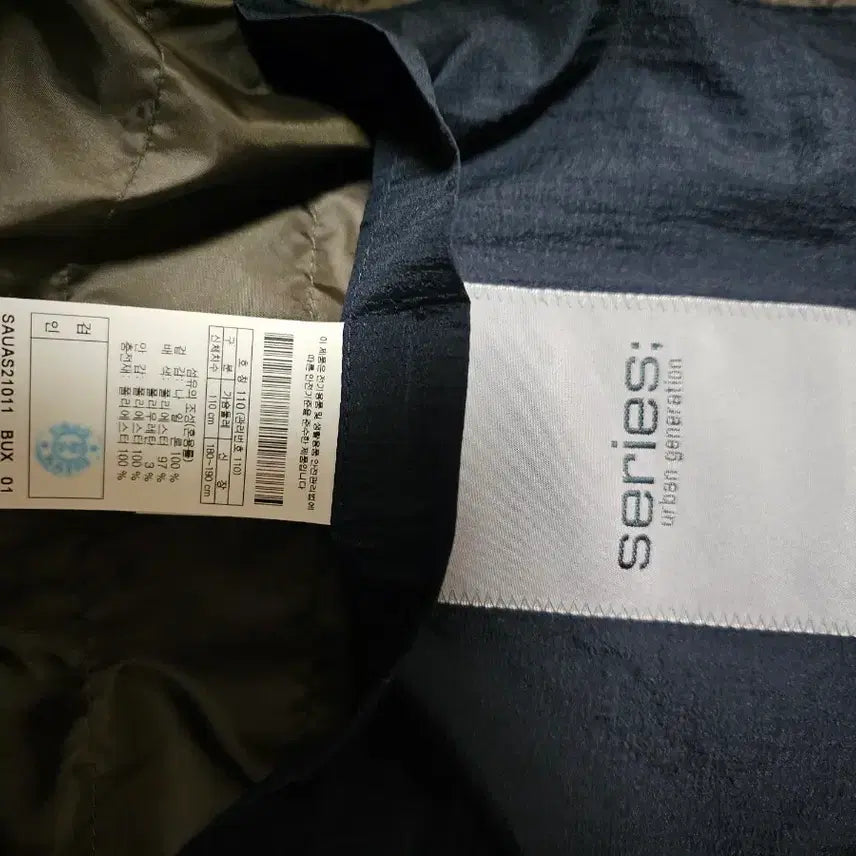 이 제품은 전기용품 및 생활용품 안전관리법에
따른 안전기준을 준수한 제품입니다
호 칭 110 (관리번호 110)
구 분 가슴둘레 신 장
신체치수 110 cm 180~190 cm
섬유의 조성(혼용률)
겉 감: 나 일 론 100 %
배 색: 폴리에스터 97 %
폴리우레탄 3 %
안 감: 폴리에스터 100 %
충전재: 폴리에스터 100 %
검 인
SAUAS21011 BUX 01
series;
urban generation